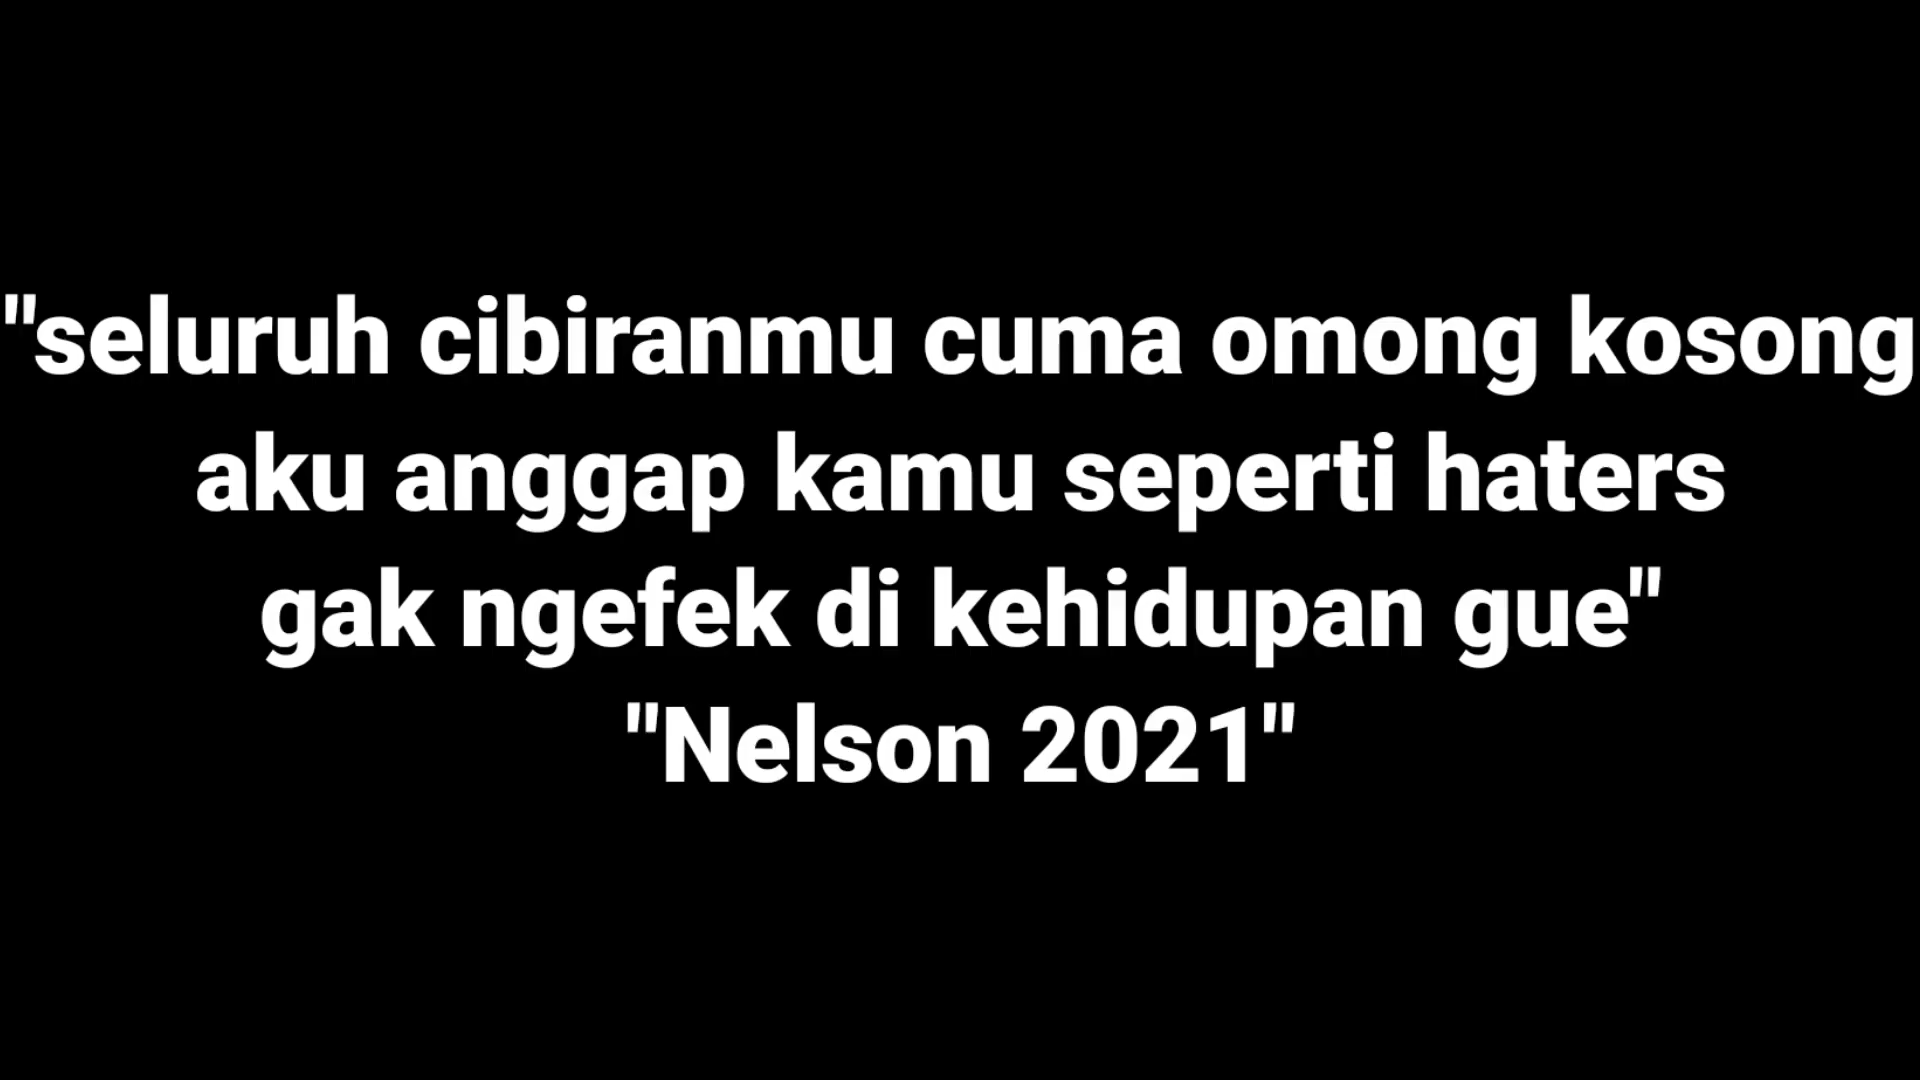 "seluruh cibiranmu cuma omong kosong
aku anggap kamu seperti haters
gak ngefek di kehidupan gue"
"Nelson 2021"